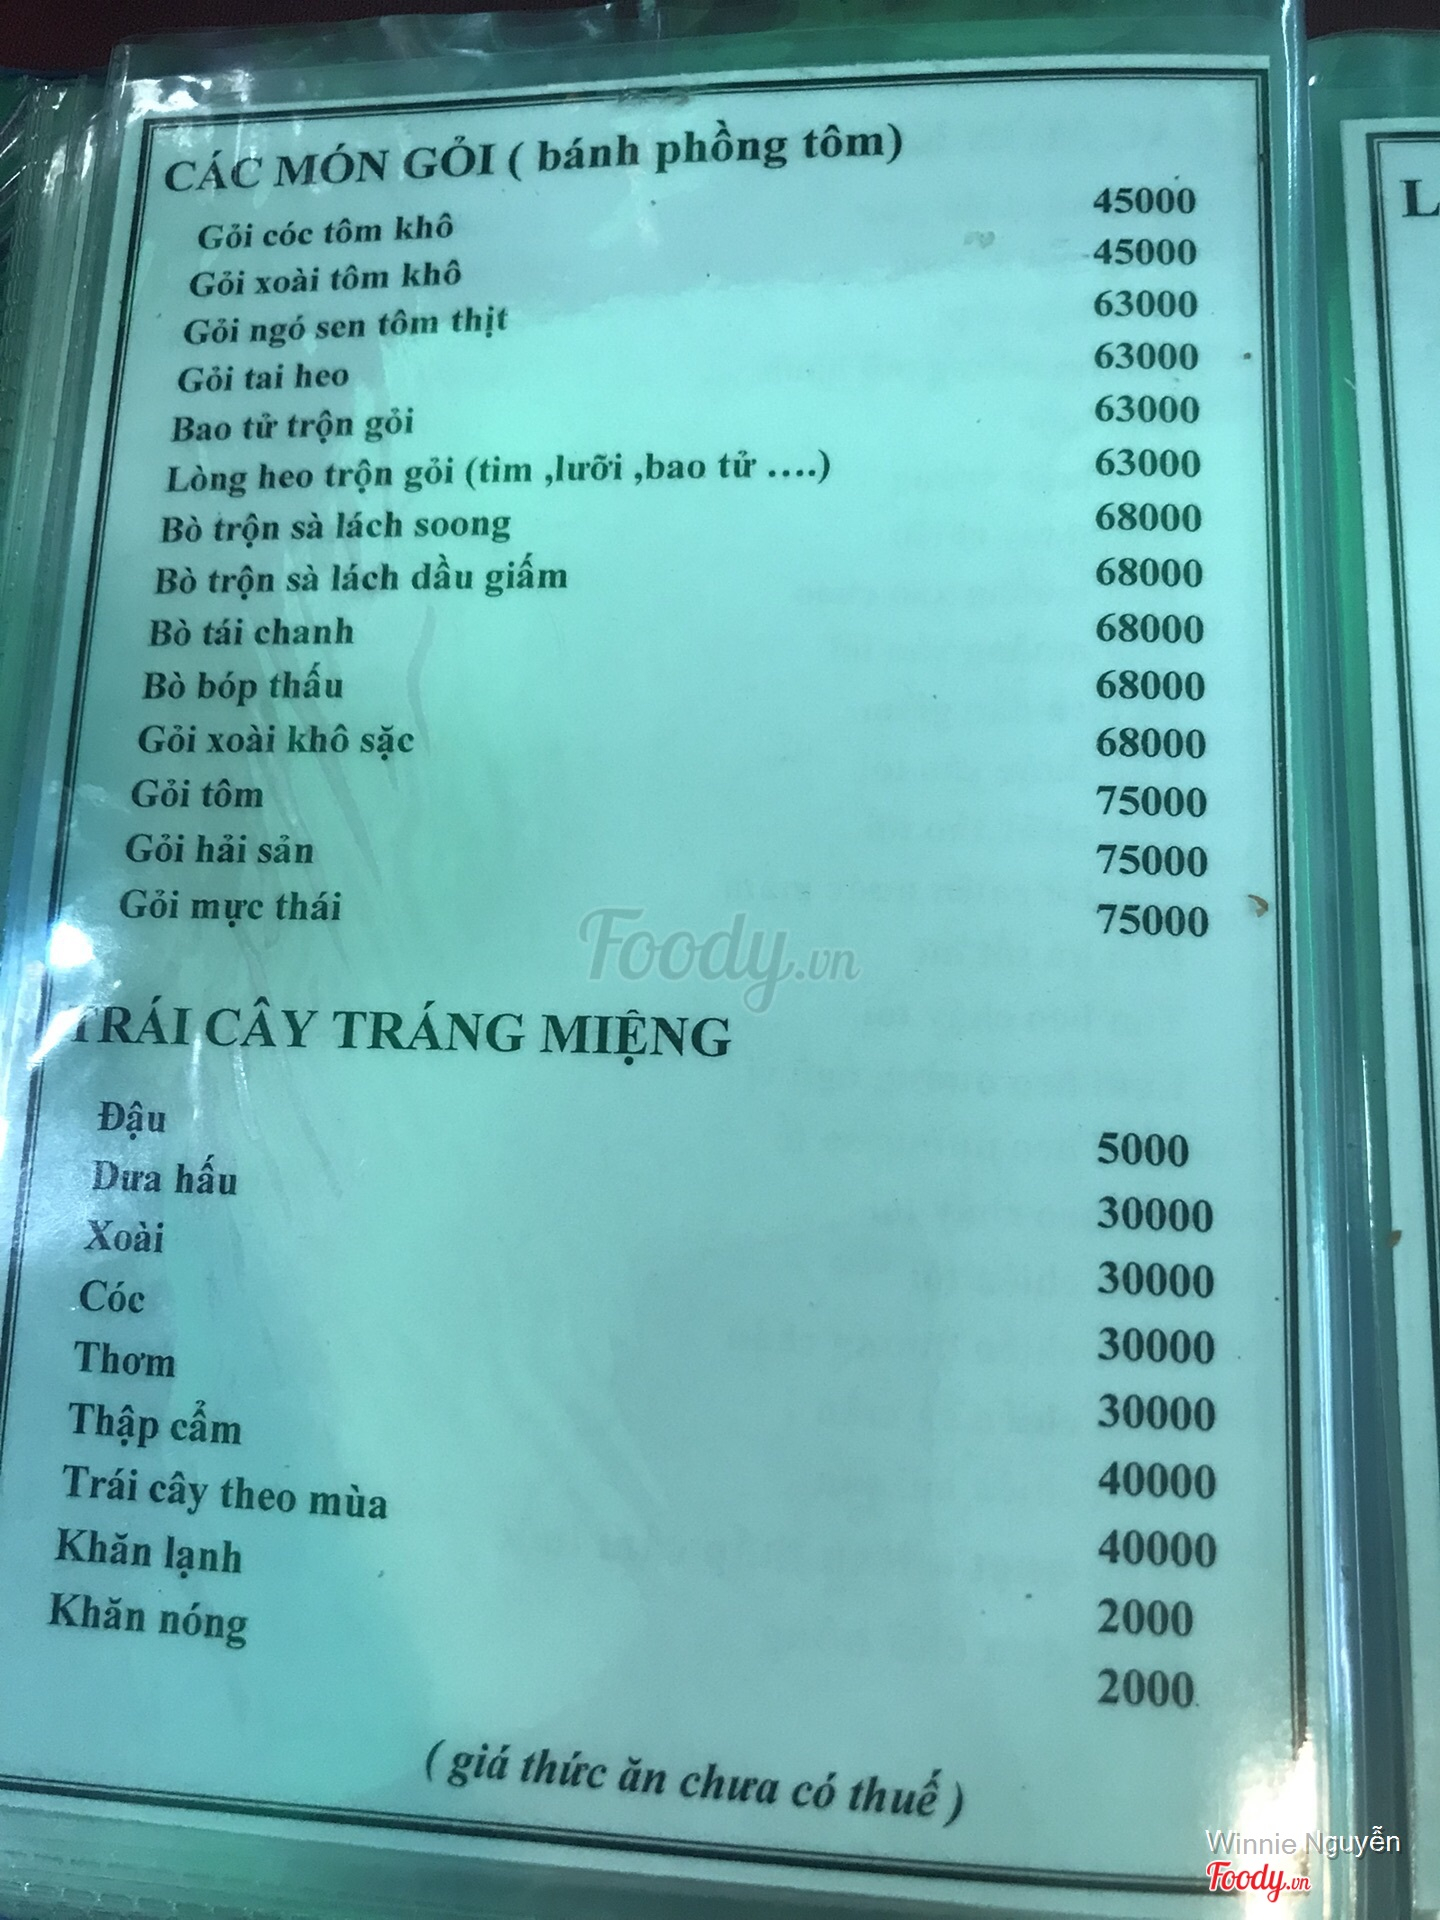 CÁC MÓN GỎI ( bánh phồng tôm)
Gỏi cóc tôm khô 45000
Gỏi xoài tôm khô 45000
Gỏi ngó sen tôm thịt 63000
Gỏi tai heo 63000
Bao tử trộn gỏi 63000
Lòng heo trộn gỏi (tim ,lưỡi ,bao tử ....) 63000
Bò trộn sà lách soong 68000
Bò trộn sà lách dầu giấm 68000
Bò tái chanh 68000
Bò bóp thấu 68000
Gỏi xoài khô sặc 68000
Gỏi tôm 75000
Gỏi hải sản 75000
Gỏi mực thái 75000
Foody.vn
TRÁI CÂY TRÁNG MIỆNG
Đậu 5000
Dưa hấu 30000
Xoài 30000
Cóc 30000
Thơm 30000
Thập cẩm 40000
Trái cây theo mùa 40000
Khăn lạnh 2000
Khăn nóng 2000
( giá thức ăn chưa có thuế )
L
Winnie Nguyễn
Foody.vn